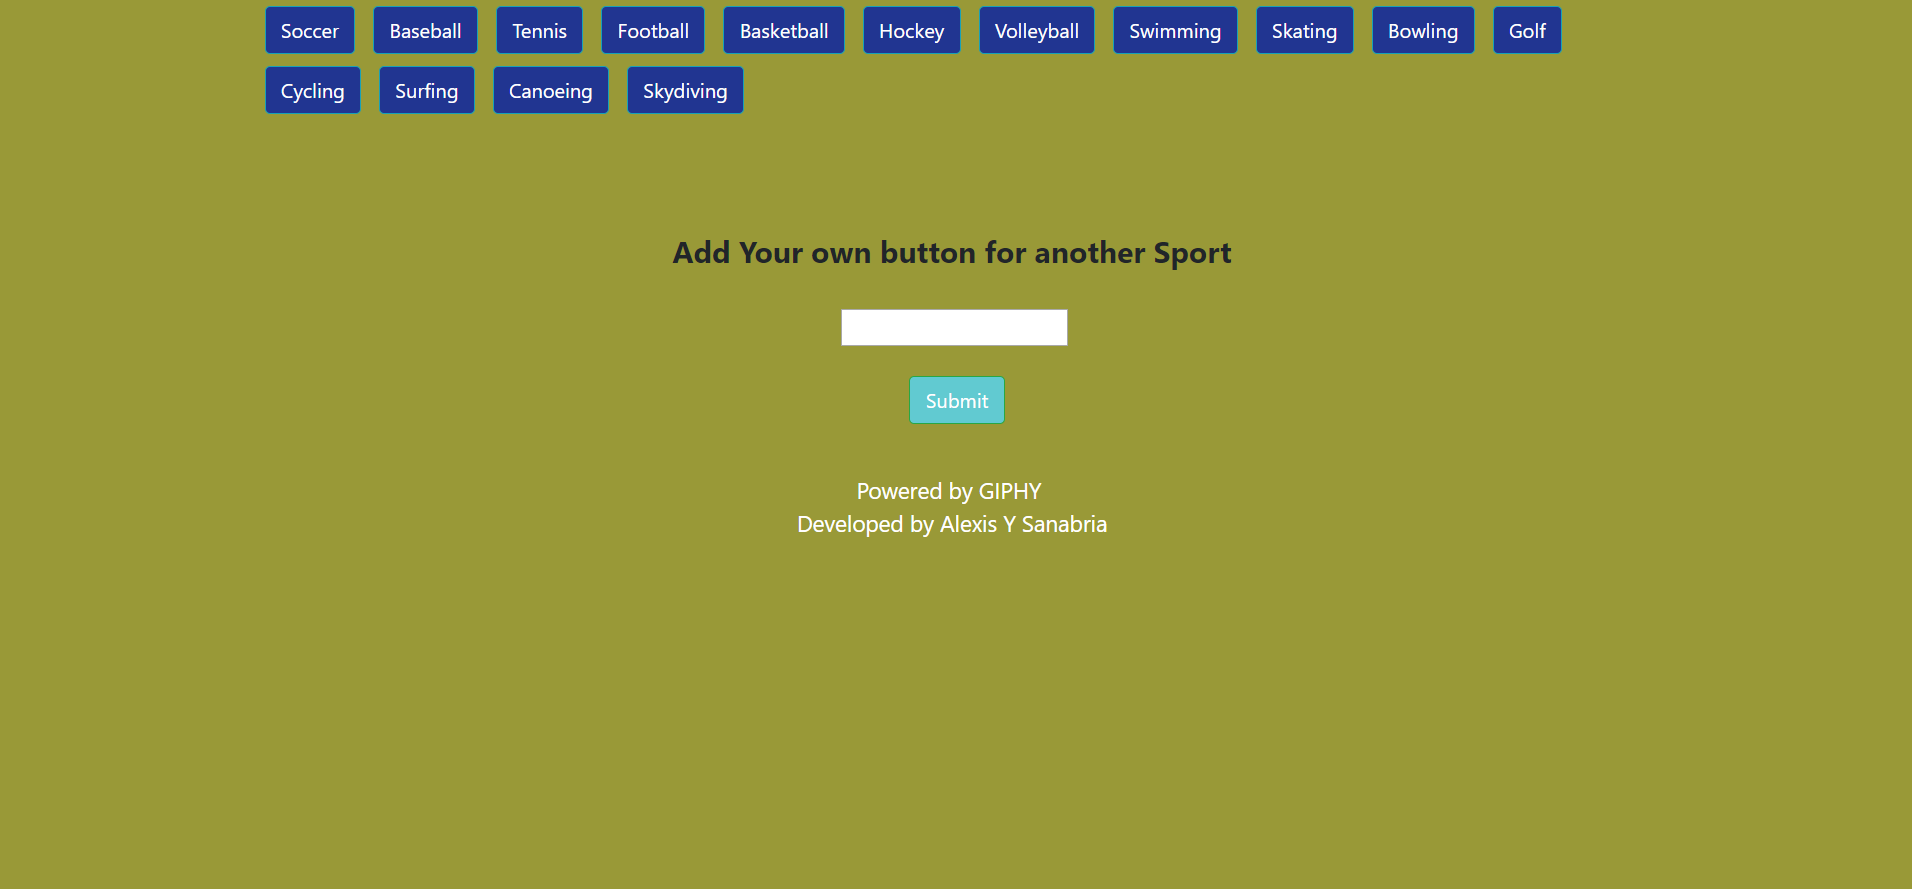 Soccer Baseball Tennis Football Basketball Hockey Volleyball Swimming Skating Bowling Golf
Cycling Surfing Canoeing Skydiving
Add Your own button for another Sport
Submit
Powered by GIPHY
Developed by Alexis Y Sanabria